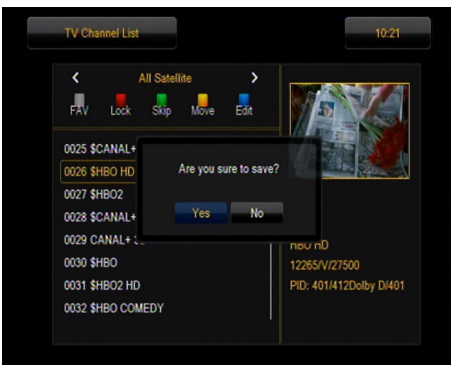 TV Channel List
10:21
All Satellite
FAV Lock Skip Move Edit
0025 $CANAL+
0026 $HBO HD
0027 $HBO2
0028 $CANAL+
0029 CANAL+
0030 $HBO
0031 $HBO2 HD
0032 $HBO COMEDY
Are you sure to save?
Yes No
HBO HD
12265/V/27500
PID: 401/412Dolby D/401